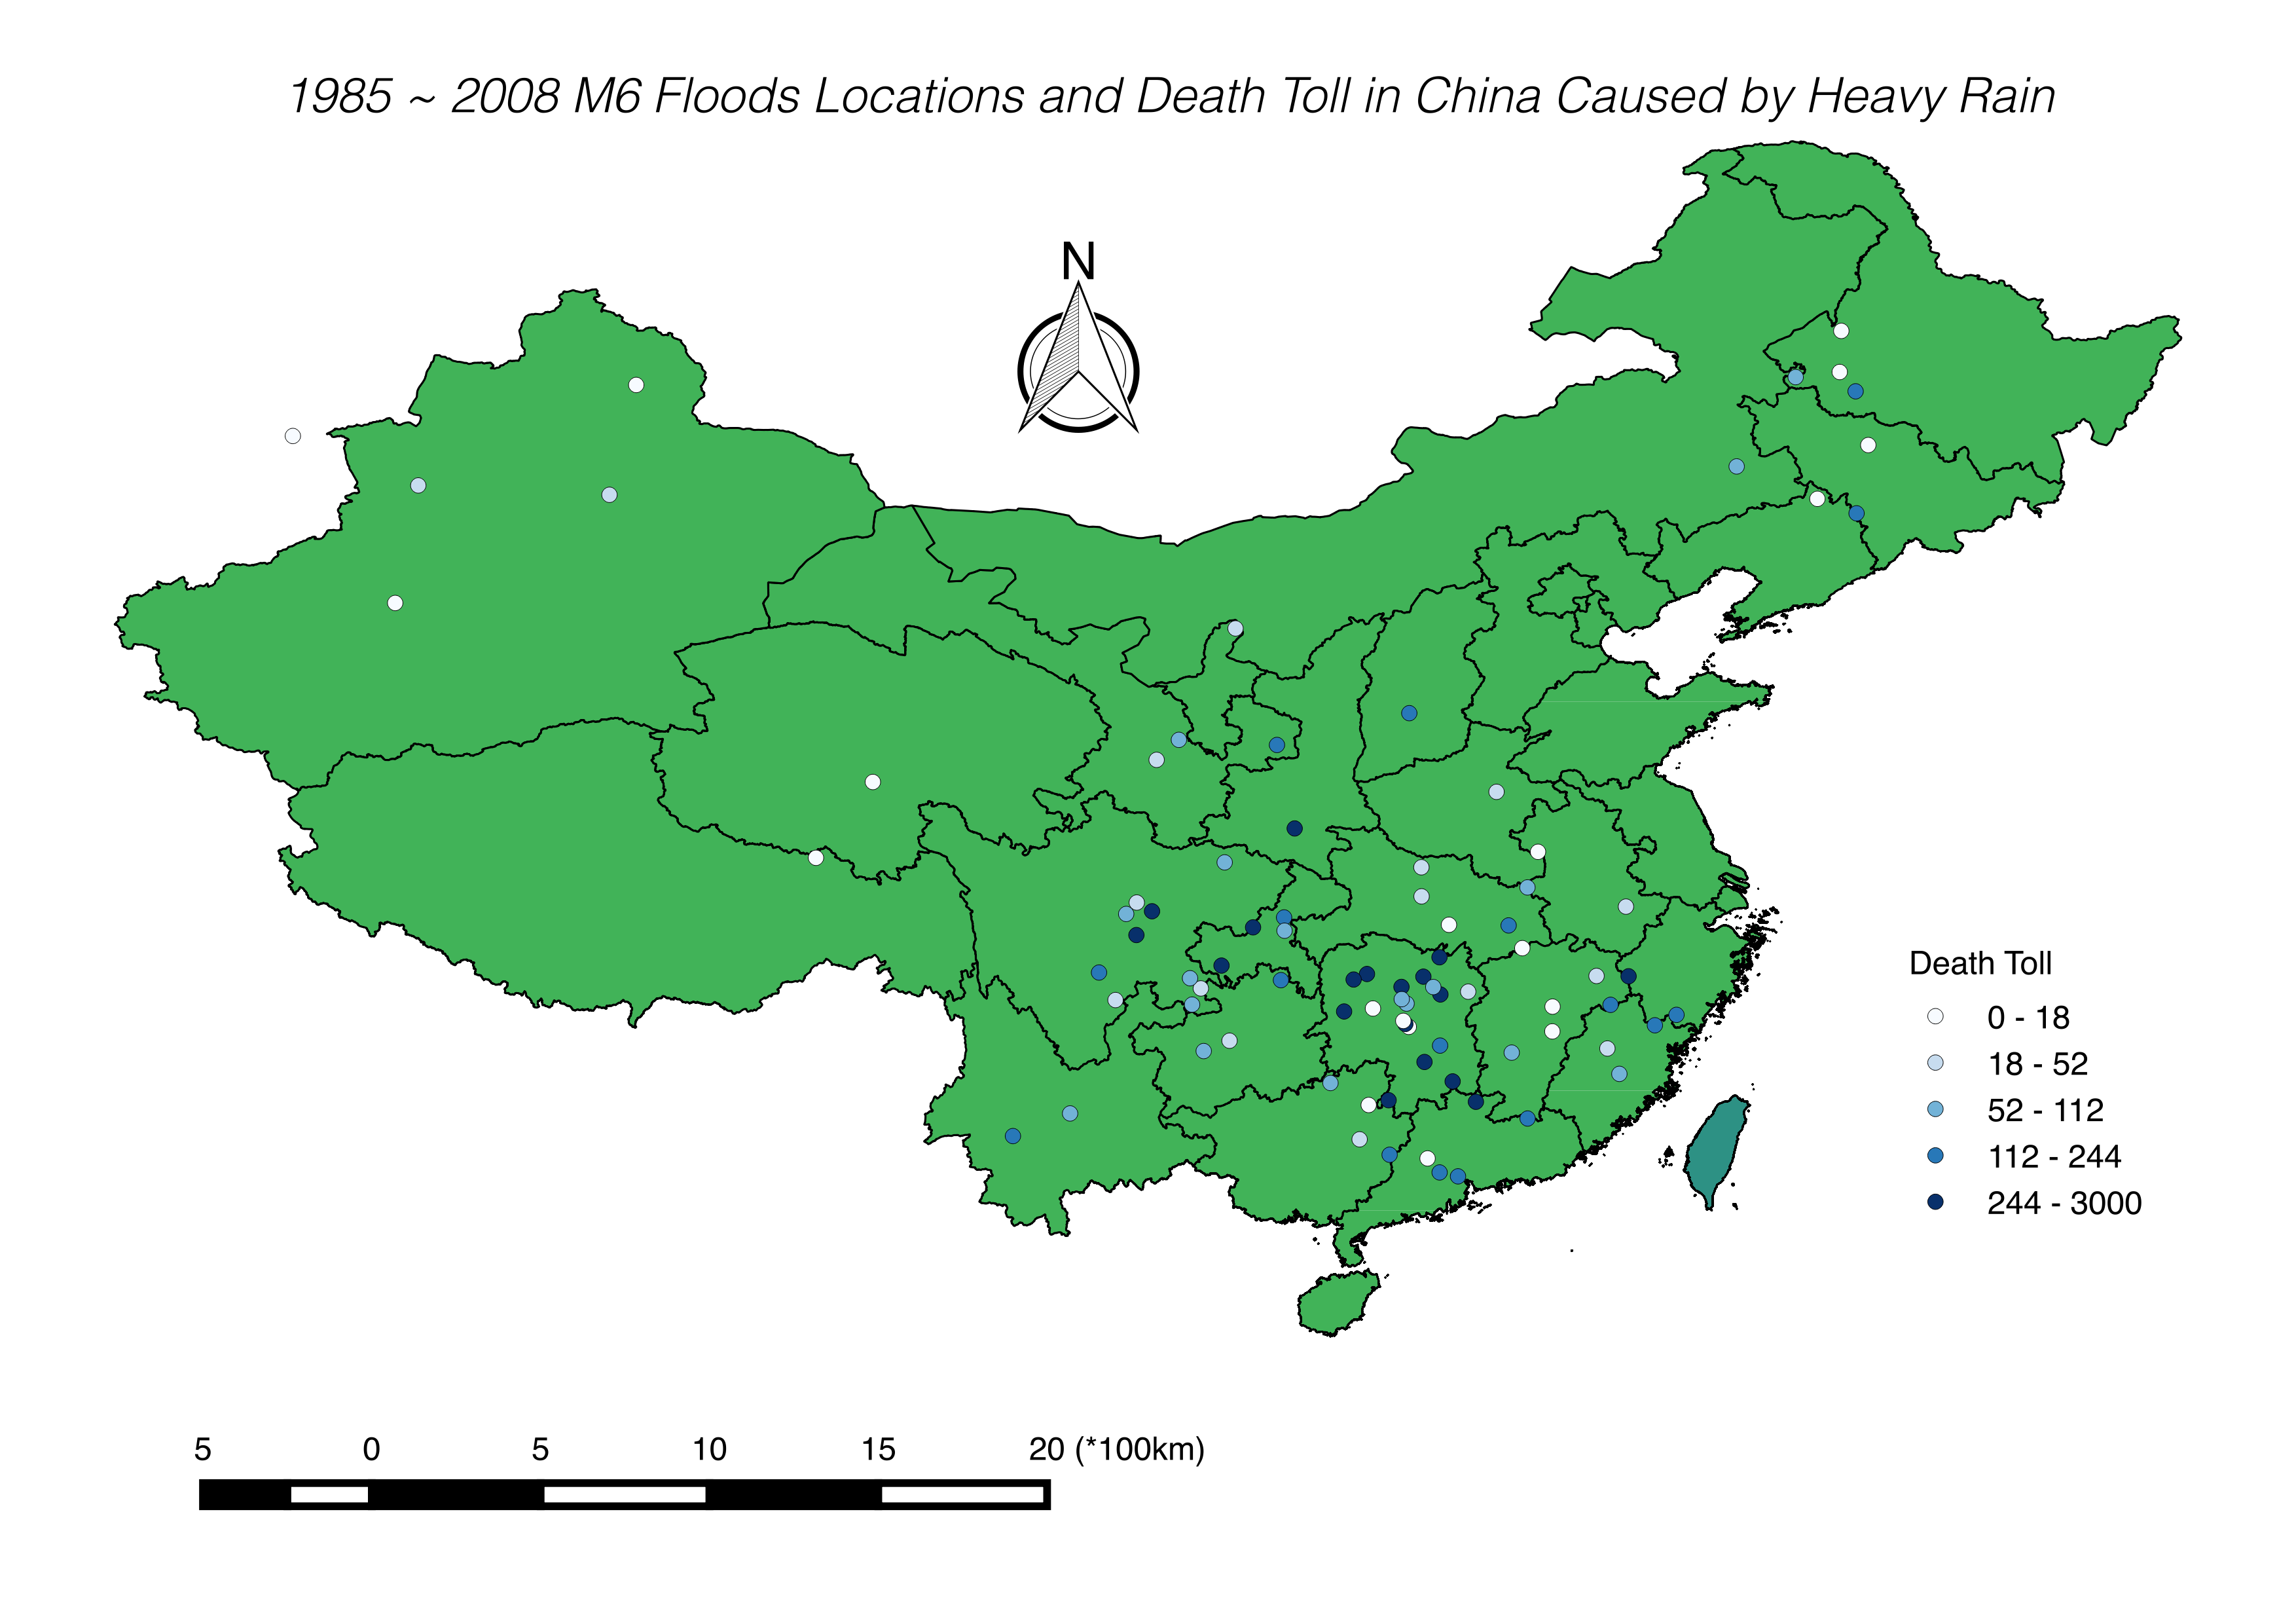 1985 ~ 2008 M6 Floods Locations and Death Toll in China Caused by Heavy Rain
N
Death Toll
0 - 18
18 - 52
52 - 112
112 - 244
244 - 3000
5 0 5 10 15 20 (*100km)